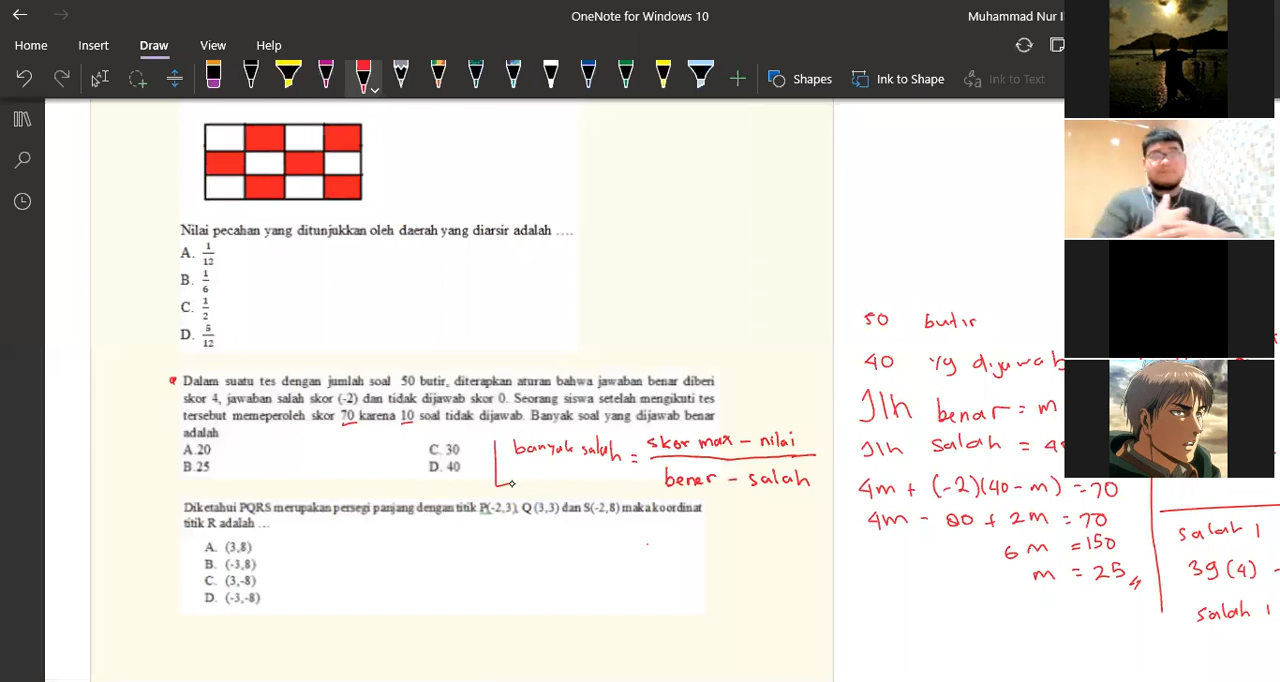 OneNote for Windows 10
Muhammad Nur I
Home Insert Draw View Help
Shapes Ink to Shape Ink to Text
Nilai pecahan yang ditunjukkan oleh daerah yang diarsir adalah ....
A. 1/12
B. 1/6
C. 1/2
D. 5/12
Dalam suatu tes dengan jumlah soal 50 butir, diterapkan aturan bahwa jawaban benar diberi
skor 4, jawaban salah skor (-2) dan tidak dijawab skor 0. Seorang siswa setelah mengikuti tes
tersebut memeperoleh skor 70 karena 10 soal tidak dijawab. Banyak soal yang dijawab benar
adalah
A.20 C. 30
B.25 D. 40
banyak salah = skor max - nilai
bener - salah
Diketahui PQRS merupakan persegi panjang dengan titik P(-2,3), Q (3,3) dan S(-2,8) maka koordinat
titik R adalah ...
A. (3,8)
B. (-3,8)
C. (3,-8)
D. (-3,-8)
50 butir
40 yg dijawab
Jlh benar = m
Jlh salah = 4
4m + (-2)(40 - m) = 70
4m - 80 + 2m = 70
6m = 150
m = 25
salah 1
39(4) -
salah 1